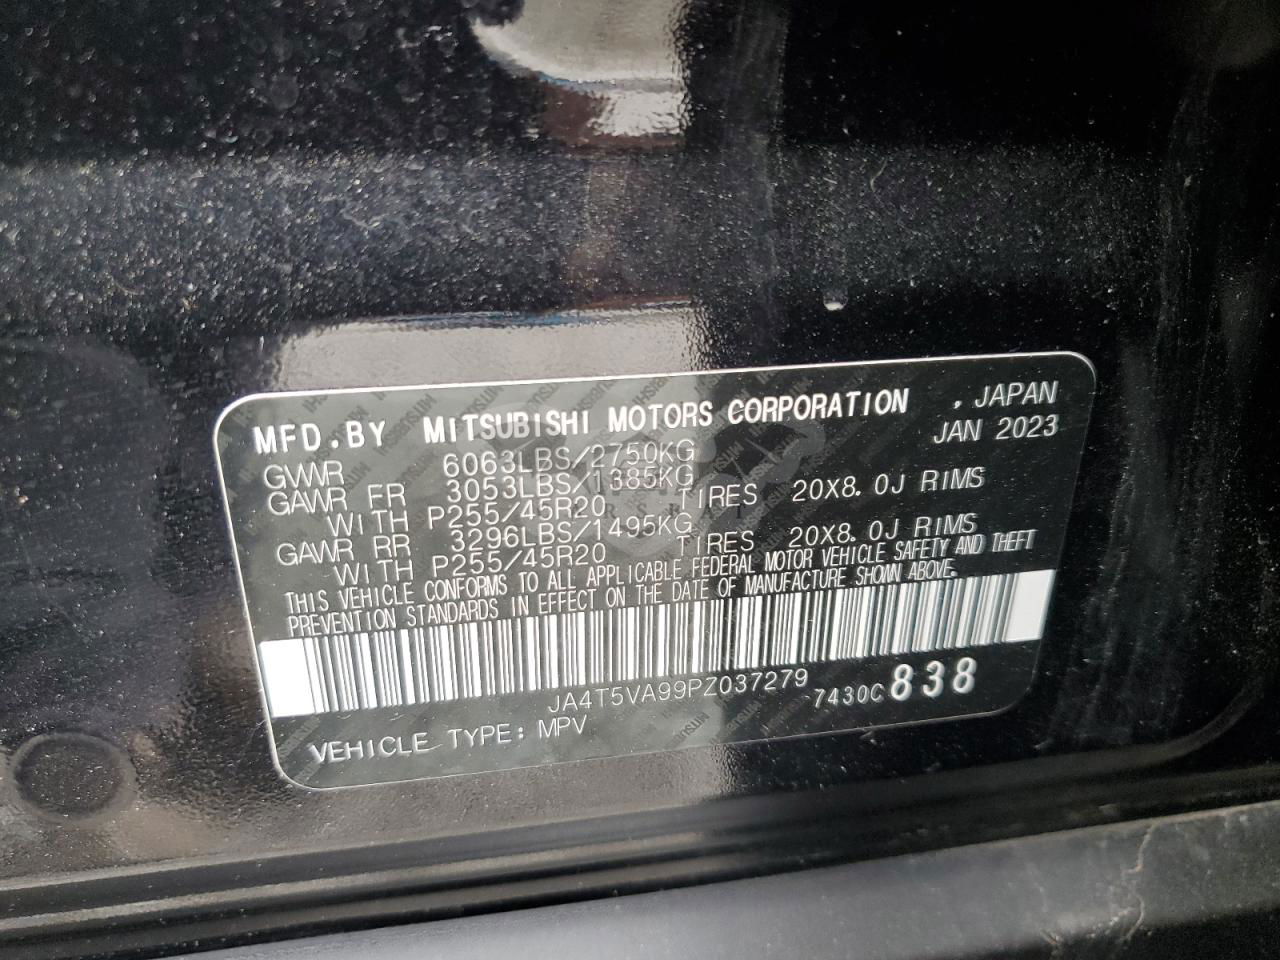 MFD.BY MITSUBISHI MOTORS CORPORATION , JAPAN
JAN 2023
GVWR 6063LBS/2750KG
GAWR FR 3053LBS/1385KG
WITH P255/45R20 TIRES 20X8.0J RIMS
GAWR RR 3296LBS/1495KG
WITH P255/45R20 TIRES 20X8.0J RIMS
THIS VEHICLE CONFORMS TO ALL APPLICABLE FEDERAL MOTOR VEHICLE SAFETY AND THEFT
PREVENTION STANDARDS IN EFFECT ON THE DATE OF MANUFACTURE SHOWN ABOVE.
JA4T5VA99PZ037279 7430C 838
VEHICLE TYPE: MPV